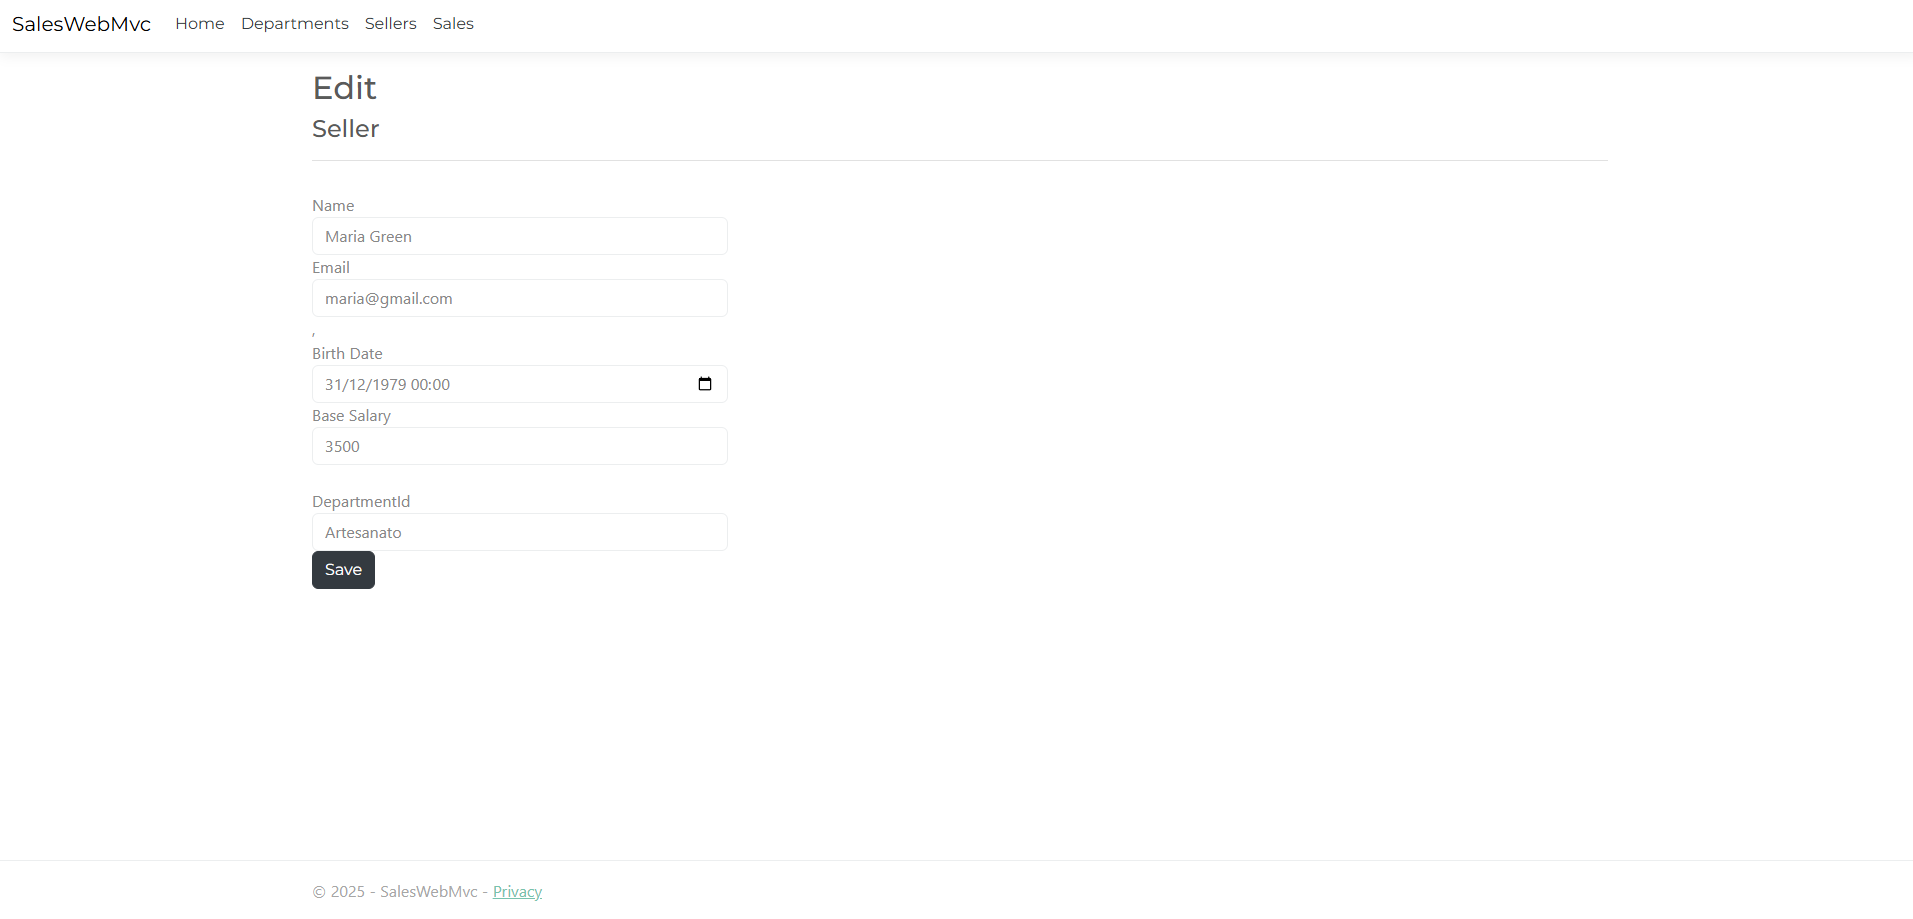 SalesWebMvc Home Departments Sellers Sales
Edit
Seller
Name
Maria Green
Email
maria@gmail.com
,
Birth Date
31/12/1979 00:00
Base Salary
3500
DepartmentId
Artesanato
Save
© 2025 - SalesWebMvc - Privacy